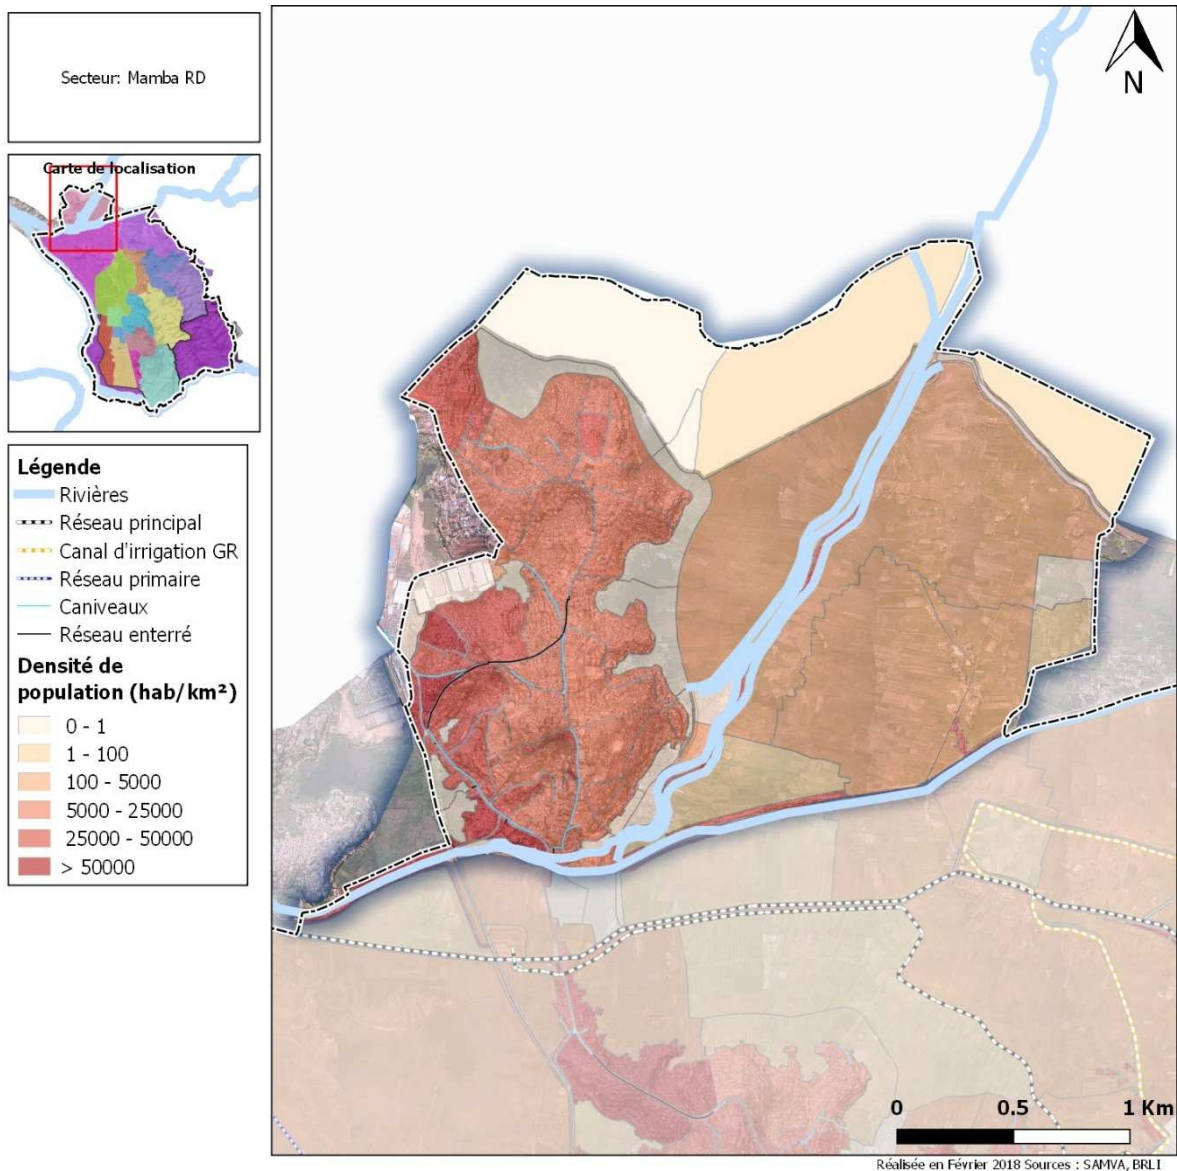 Secteur: Mamba RD
Carte de localisation
Légende
Rivières
Réseau principal
Canal d'irrigation GR
Réseau primaire
Caniveaux
Réseau enterré
Densité de
population (hab/km²)
0 - 1
1 - 100
100 - 5000
5000 - 25000
25000 - 50000
> 50000
N
0 0.5 1 Km
Réalisée en Février 2018 Sources : SAMVA, BRLI